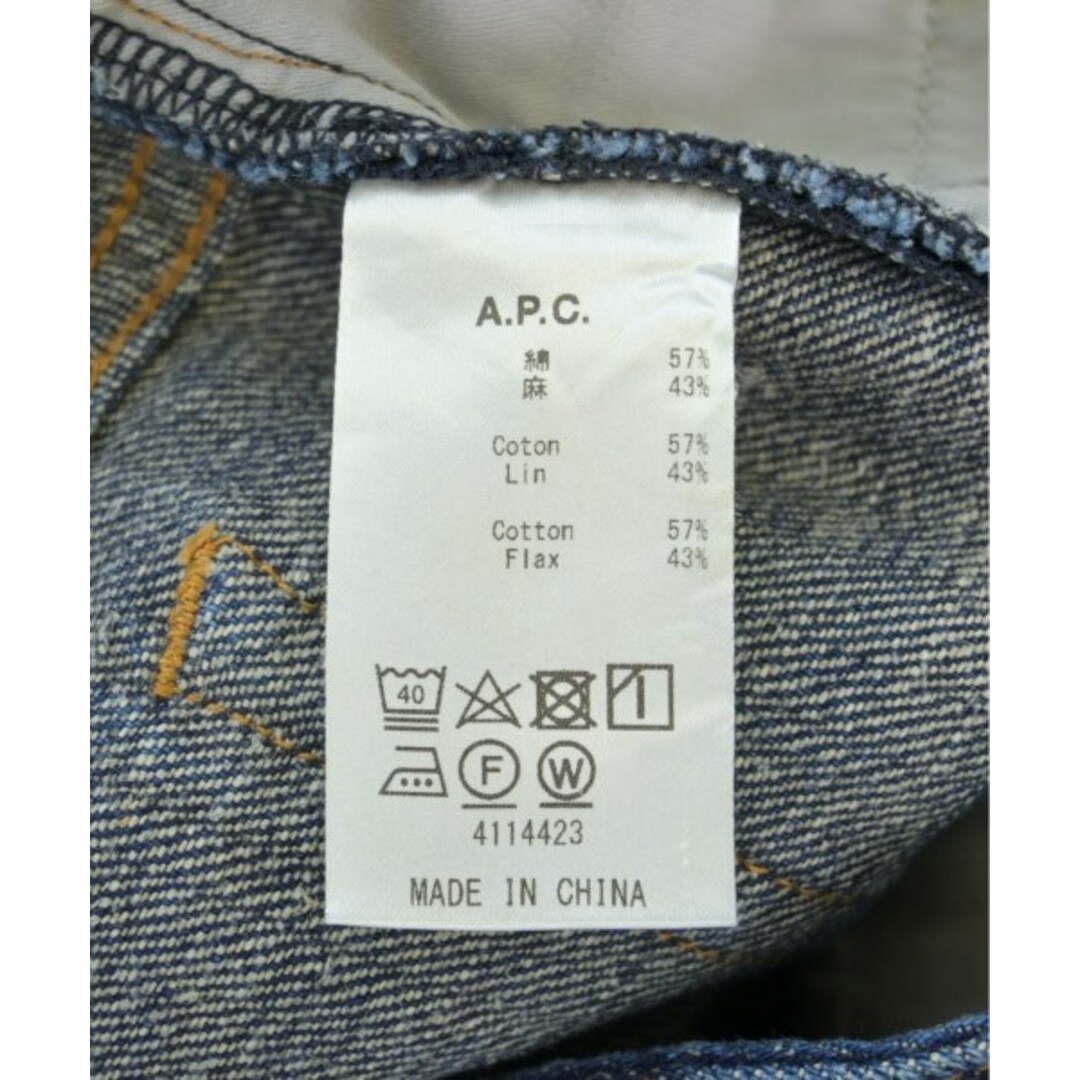 A.P.C.
綿 57%
麻 43%
Coton 57%
Lin 43%
Cotton 57%
Flax 43%
40
F W
4114423
MADE IN CHINA